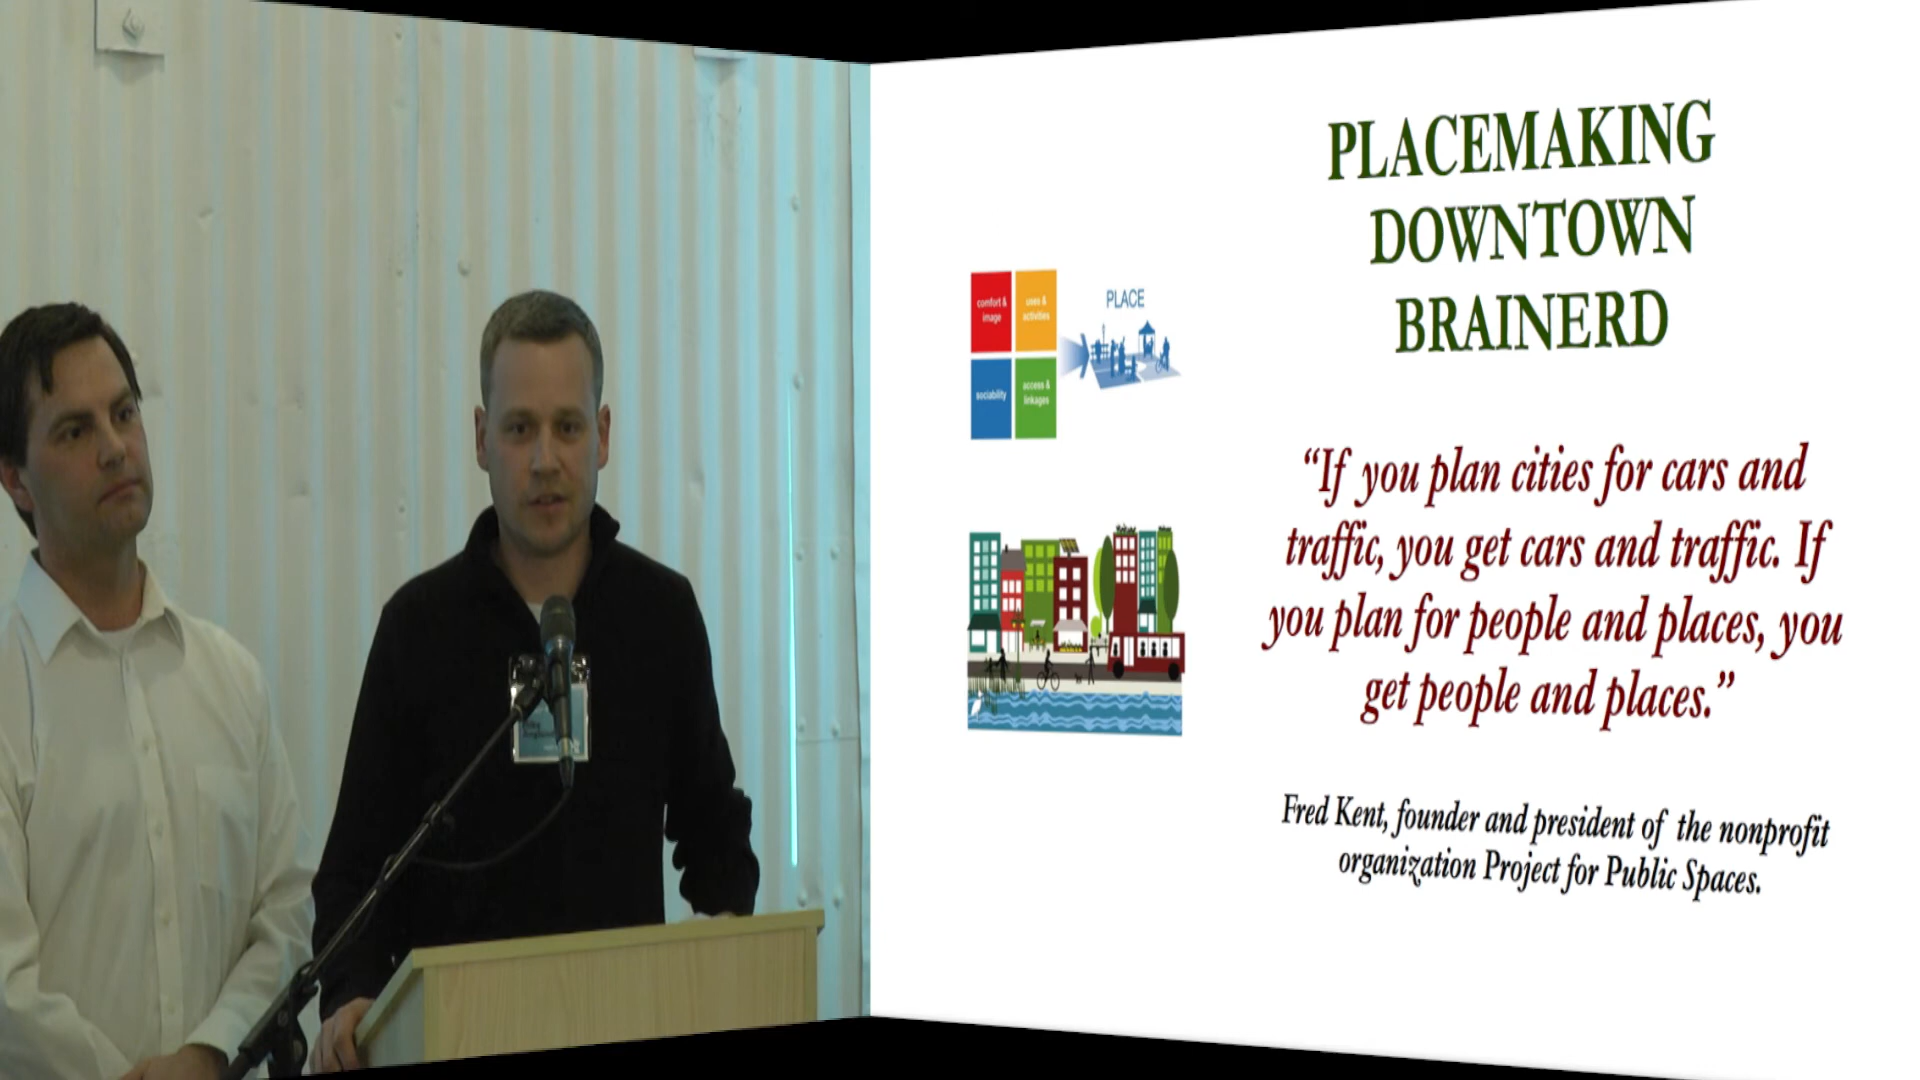 PLACEMAKING
DOWNTOWN
BRAINERD
comfort &
image
uses &
activities
sociability
access &
linkages
PLACE
“If you plan cities for cars and
traffic, you get cars and traffic. If
you plan for people and places, you
get people and places.”
Fred Kent, founder and president of the nonprofit
organization Project for Public Spaces.